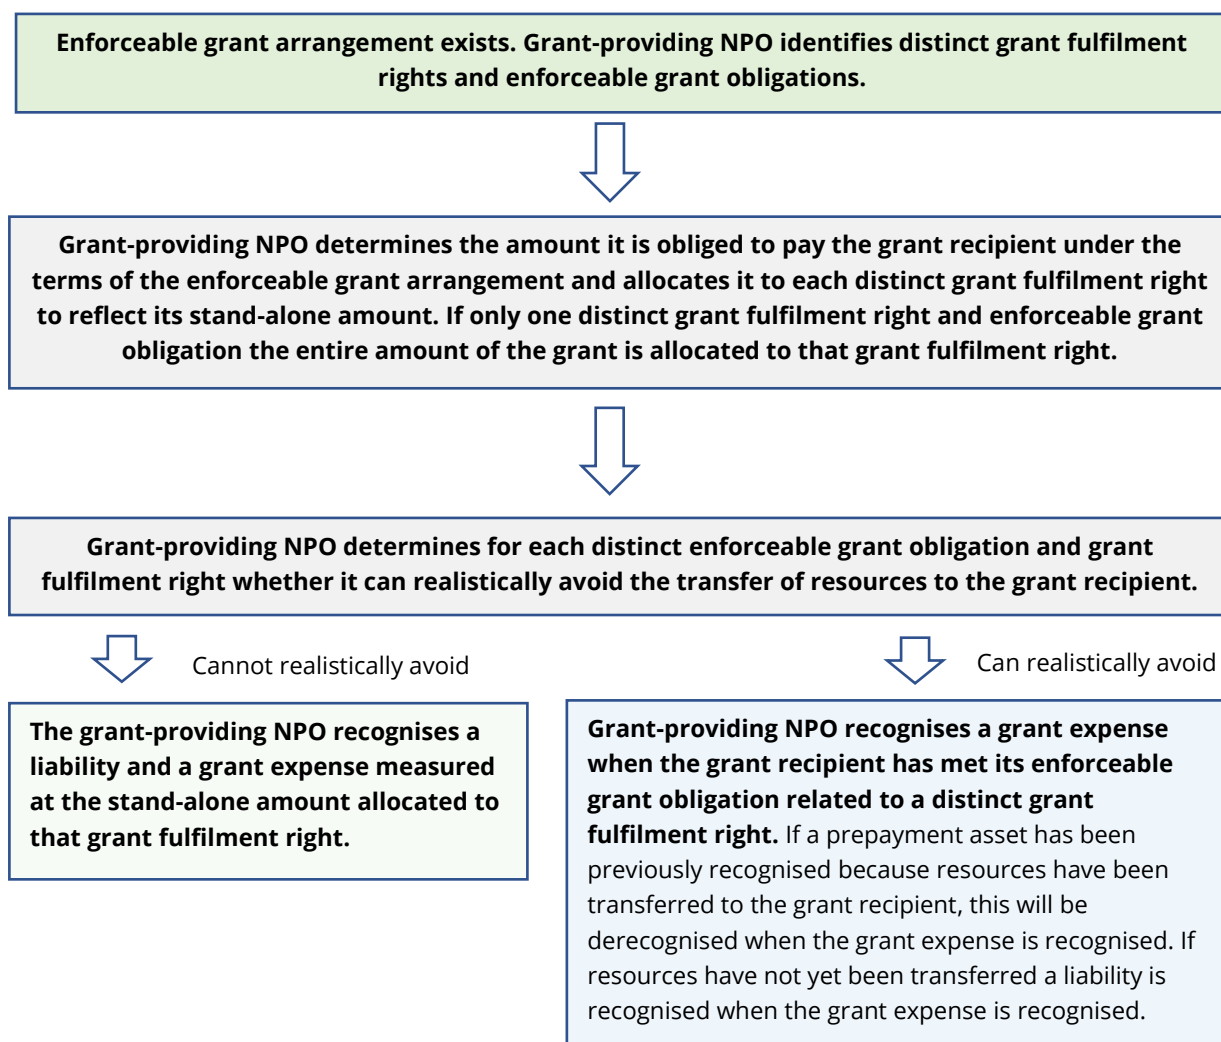 Enforceable grant arrangement exists. Grant-providing NPO identifies distinct grant fulfilment
rights and enforceable grant obligations.
Grant-providing NPO determines the amount it is obliged to pay the grant recipient under the
terms of the enforceable grant arrangement and allocates it to each distinct grant fulfilment right
to reflect its stand-alone amount. If only one distinct grant fulfilment right and enforceable grant
obligation the entire amount of the grant is allocated to that grant fulfilment right.
Grant-providing NPO determines for each distinct enforceable grant obligation and grant
fulfilment right whether it can realistically avoid the transfer of resources to the grant recipient.
Cannot realistically avoid
Can realistically avoid
The grant-providing NPO recognises a
liability and a grant expense measured
at the stand-alone amount allocated to
that grant fulfilment right.
Grant-providing NPO recognises a grant expense
when the grant recipient has met its enforceable
grant obligation related to a distinct grant
fulfilment right. If a prepayment asset has been
previously recognised because resources have been
transferred to the grant recipient, this will be
derecognised when the grant expense is recognised. If
resources have not yet been transferred a liability is
recognised when the grant expense is recognised.